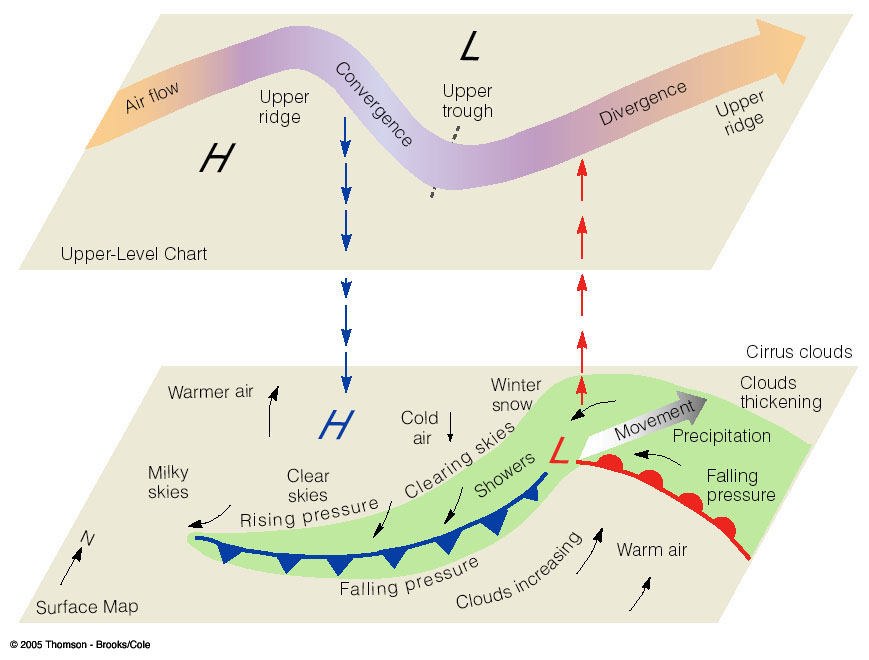 L
Air flow
Upper
ridge
Convergence
Upper
trough
Divergence
Upper
ridge
H
Upper-Level Chart
Cirrus clouds
Warmer air
Winter
snow
Clouds
thickening
H
Cold
air
Movement
Precipitation
L
Milky
skies
Clear
skies
Clearing skies
Showers
Falling
pressure
Rising pressure
N
Falling pressure
Clouds increasing
Warm air
Surface Map
© 2005 Thomson - Brooks/Cole